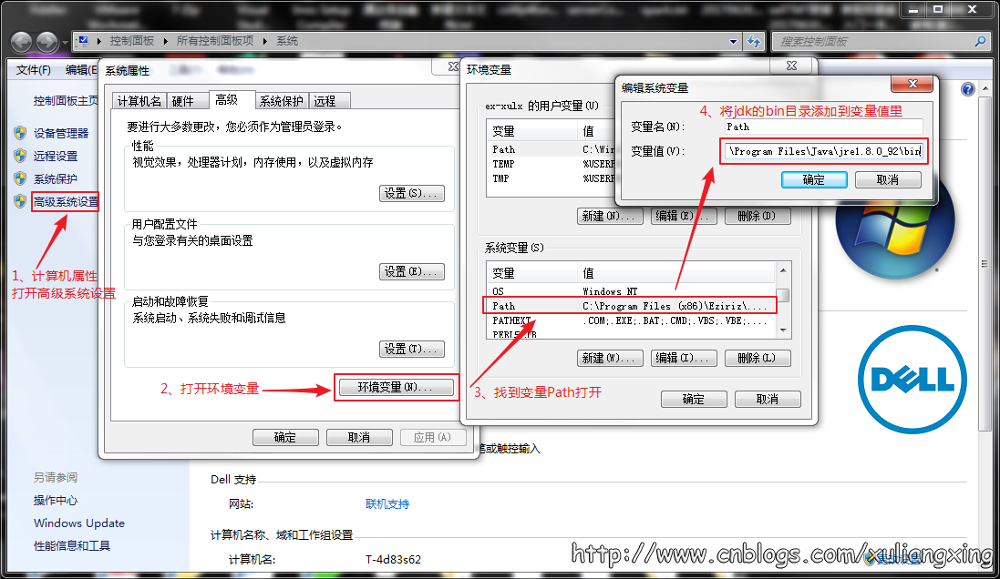 控制面板 ▸ 所有控制面板项 ▸ 系统
搜索控制面板
文件(F) 编辑(E
控制面板主页
设备管理器
远程设置
系统保护
高级系统设置
1、计算机属性
打开高级系统设置
另请参阅
操作中心
Windows Update
性能信息和工具
系统属性
计算机名 硬件 高级 系统保护 远程
要进行大多数更改，您必须作为管理员登录。
性能
视觉效果，处理器计划，内存使用，以及虚拟内存
设置(S)...
用户配置文件
与您登录有关的桌面设置
设置(E)...
启动和故障恢复
系统启动、系统失败和调试信息
设置(T)...
2、打开环境变量
环境变量(N)...
确定 取消 应用(A)
环境变量
ex-xulx 的用户变量(U)
变量 值
Path C:\Win
TEMP %USERP
TMP %USERP
新建(N)... 编辑(E)... 删除(D)
系统变量(S)
变量 值
OS Windows_NT
Path C:\Program Files (x86)\Eziriz\....
PATHEXT .COM;.EXE;.BAT;.CMD;.VBS;.VBE;....
新建(W)... 编辑(I)... 删除(L)
3、找到变量Path打开
确定 取消
编辑系统变量
4、将jdk的bin目录添加到变量值里
变量名(N): Path
变量值(V): \Program Files\Java\jre1.8.0_92\bin
确定 取消
DELL
笔或触控输入
Dell 支持
网站: 联机支持
计算机名称、域和工作组设置
计算机名: T-4d83s62
更改设置
http://www.cnblogs.com/xuliangxing